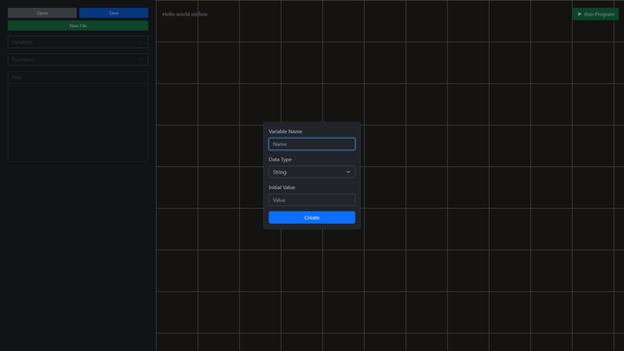 Open
Save
New File
Variables
Functions
Files
Hello world.visflow
Run Program
Variable Name
Name
Data Type
String
Initial Value
Value
Create